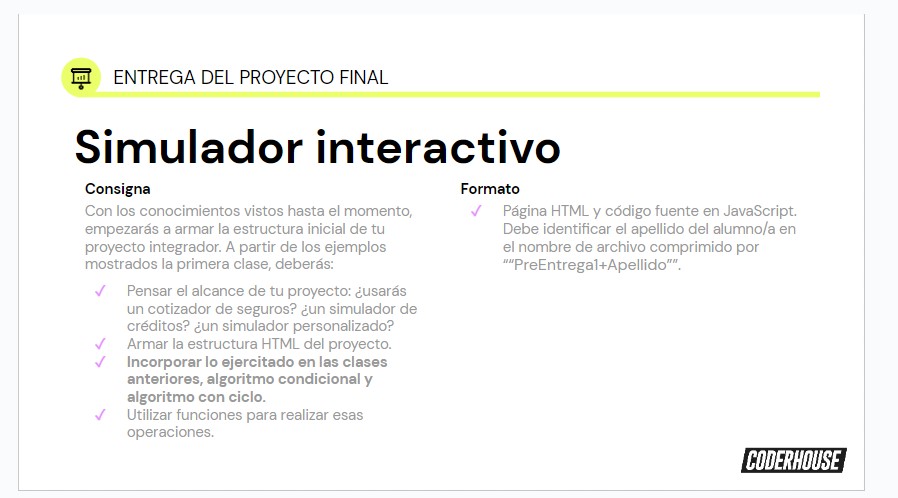 ENTREGA DEL PROYECTO FINAL
Simulador interactivo
Consigna
Con los conocimientos vistos hasta el momento,
empezarás a armar la estructura inicial de tu
proyecto integrador. A partir de los ejemplos
mostrados la primera clase, deberás:
✓ Pensar el alcance de tu proyecto: ¿usarás
un cotizador de seguros? ¿un simulador de
créditos? ¿un simulador personalizado?
✓ Armar la estructura HTML del proyecto.
✓ Incorporar lo ejercitado en las clases
anteriores, algoritmo condicional y
algoritmo con ciclo.
✓ Utilizar funciones para realizar esas
operaciones.
Formato
✓ Página HTML y código fuente en JavaScript.
Debe identificar el apellido del alumno/a en
el nombre de archivo comprimido por
““PreEntrega1+Apellido””.
CODERHOUSE